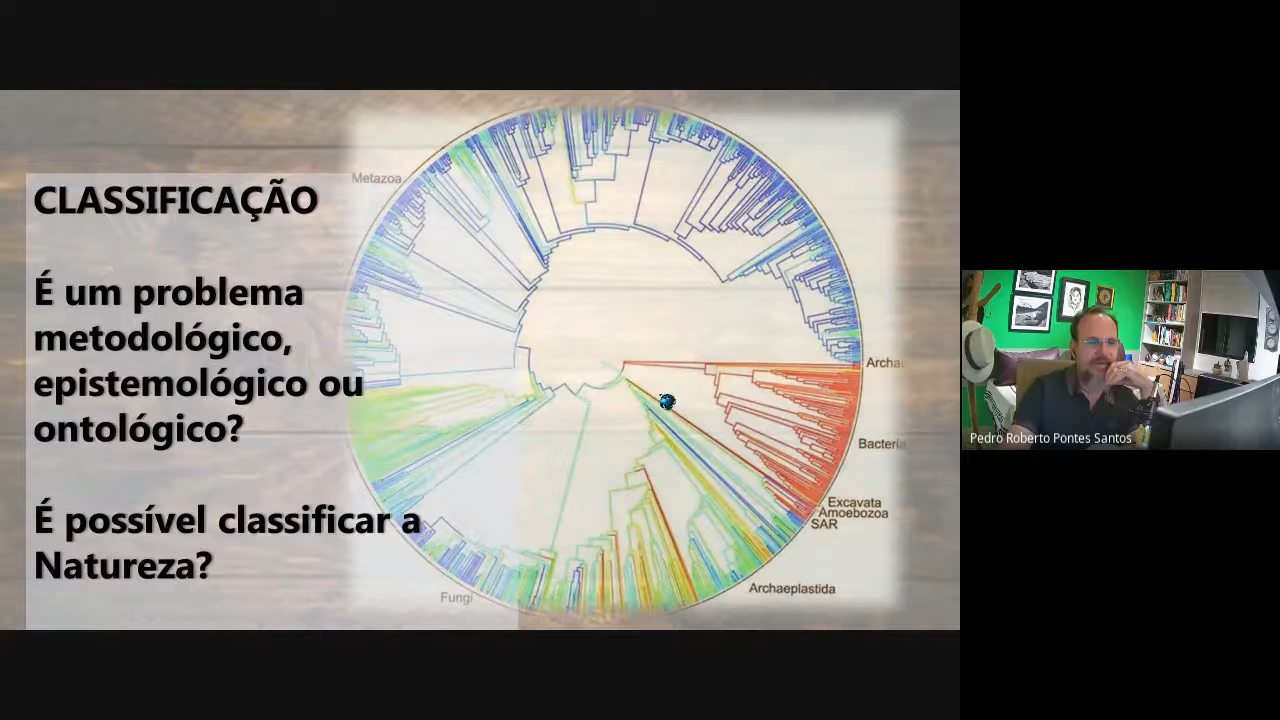 CLASSIFICAÇÃO
É um problema
metodológico,
epistemológico ou
ontológico?
É possível classificar a
Natureza?
Metazoa
Archa
Bacteria
Excavata
Amoebozoa
SAR
Archaeplastida
Fungi
Pedro Roberto Pontes Santos